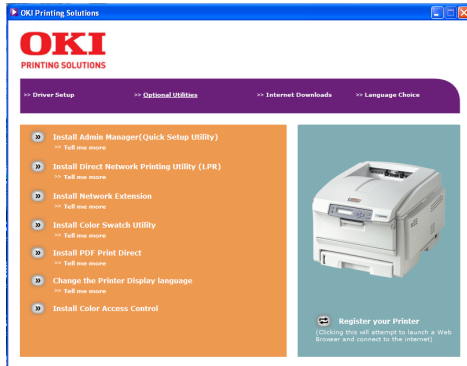 OKI Printing Solutions
OKI
PRINTING SOLUTIONS
>> Driver Setup >> Optional Utilities >> Internet Downloads >> Language Choice
Install Admin Manager(Quick Setup Utility)
>> Tell me more
Install Direct Network Printing Utility (LPR)
>> Tell me more
Install Network Extension
>> Tell me more
Install Color Swatch Utility
>> Tell me more
Install PDF Print Direct
>> Tell me more
Change the Printer Display language
>> Tell me more
Install Color Access Control
Register your Printer
(Clicking this will attempt to launch a Web
Browser and connect to the internet)